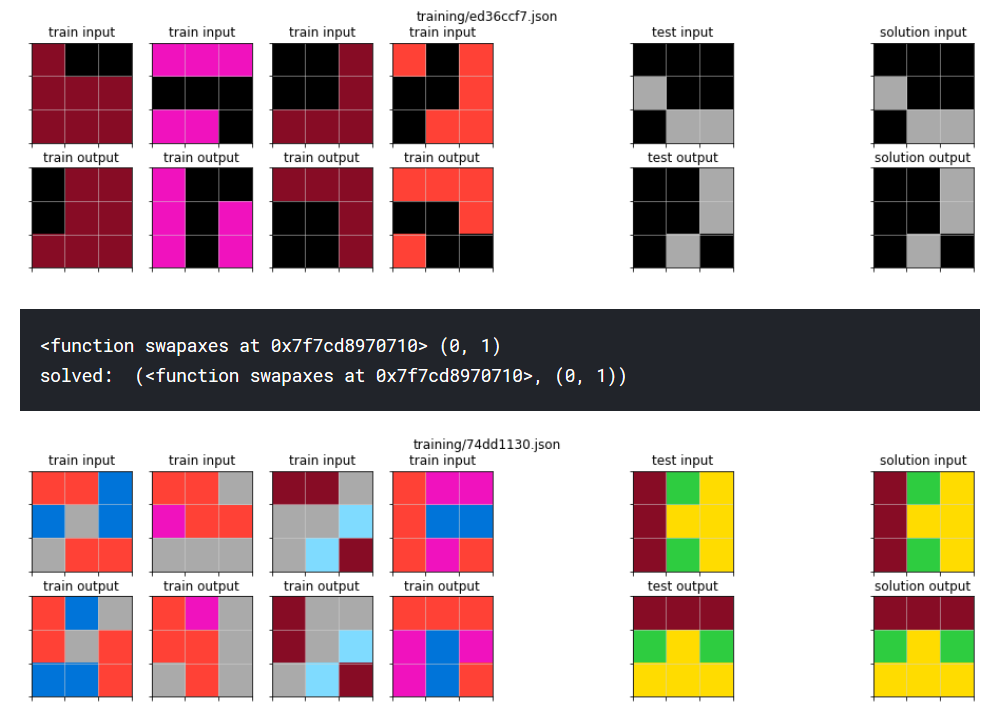 training/ed36ccf7.json
train input train input train input train input test input solution input
train output train output train output train output test output solution output
<function swapaxes at 0x7f7cd8970710> (0, 1)
solved:  (<function swapaxes at 0x7f7cd8970710>, (0, 1))
training/74dd1130.json
train input train input train input train input test input solution input
train output train output train output train output test output solution output